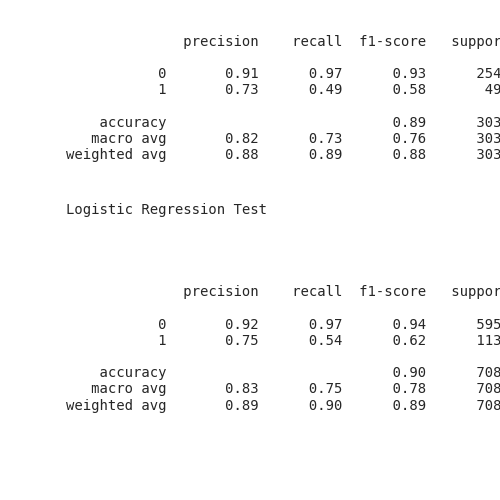 precision recall f1-score suppor
0 0.91 0.97 0.93 254
1 0.73 0.49 0.58 49
accuracy 0.89 303
macro avg 0.82 0.73 0.76 303
weighted avg 0.88 0.89 0.88 303
Logistic Regression Test
precision recall f1-score suppor
0 0.92 0.97 0.94 595
1 0.75 0.54 0.62 113
accuracy 0.90 708
macro avg 0.83 0.75 0.78 708
weighted avg 0.89 0.90 0.89 708